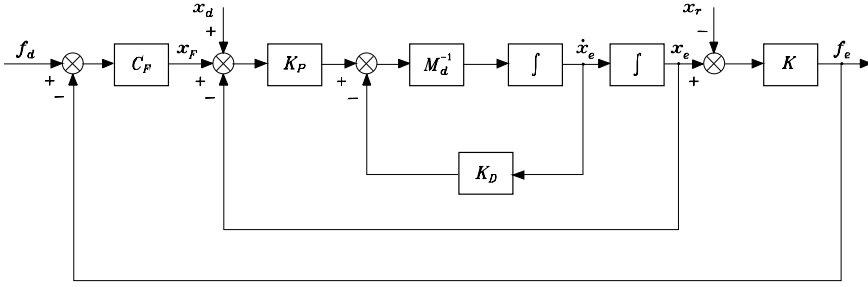 x_d
x_r
+
−
f_d
C_F
x_F
K_P
M_d^{-1}
∫
ẋ_e
∫
x_e
K
f_e
+
−
+
−
+
−
+
K_D